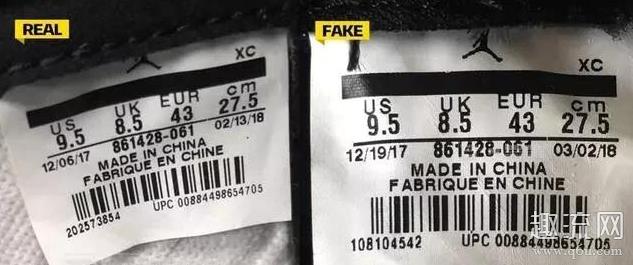 REAL
XC
US UK EUR cm
9.5 8.5 43 27.5
12/06/17 861428-061 02/13/18
MADE IN CHINA
FABRIQUE EN CHINE
202573854 UPC 00884498654705
FAKE
XC
US UK EUR cm
9.5 8.5 43 27.5
12/19/17 861428-061 03/02/18
MADE IN CHINA
FABRIQUE EN CHINE
108104542 UPC 00884498654705
趣流网
www.qou.com